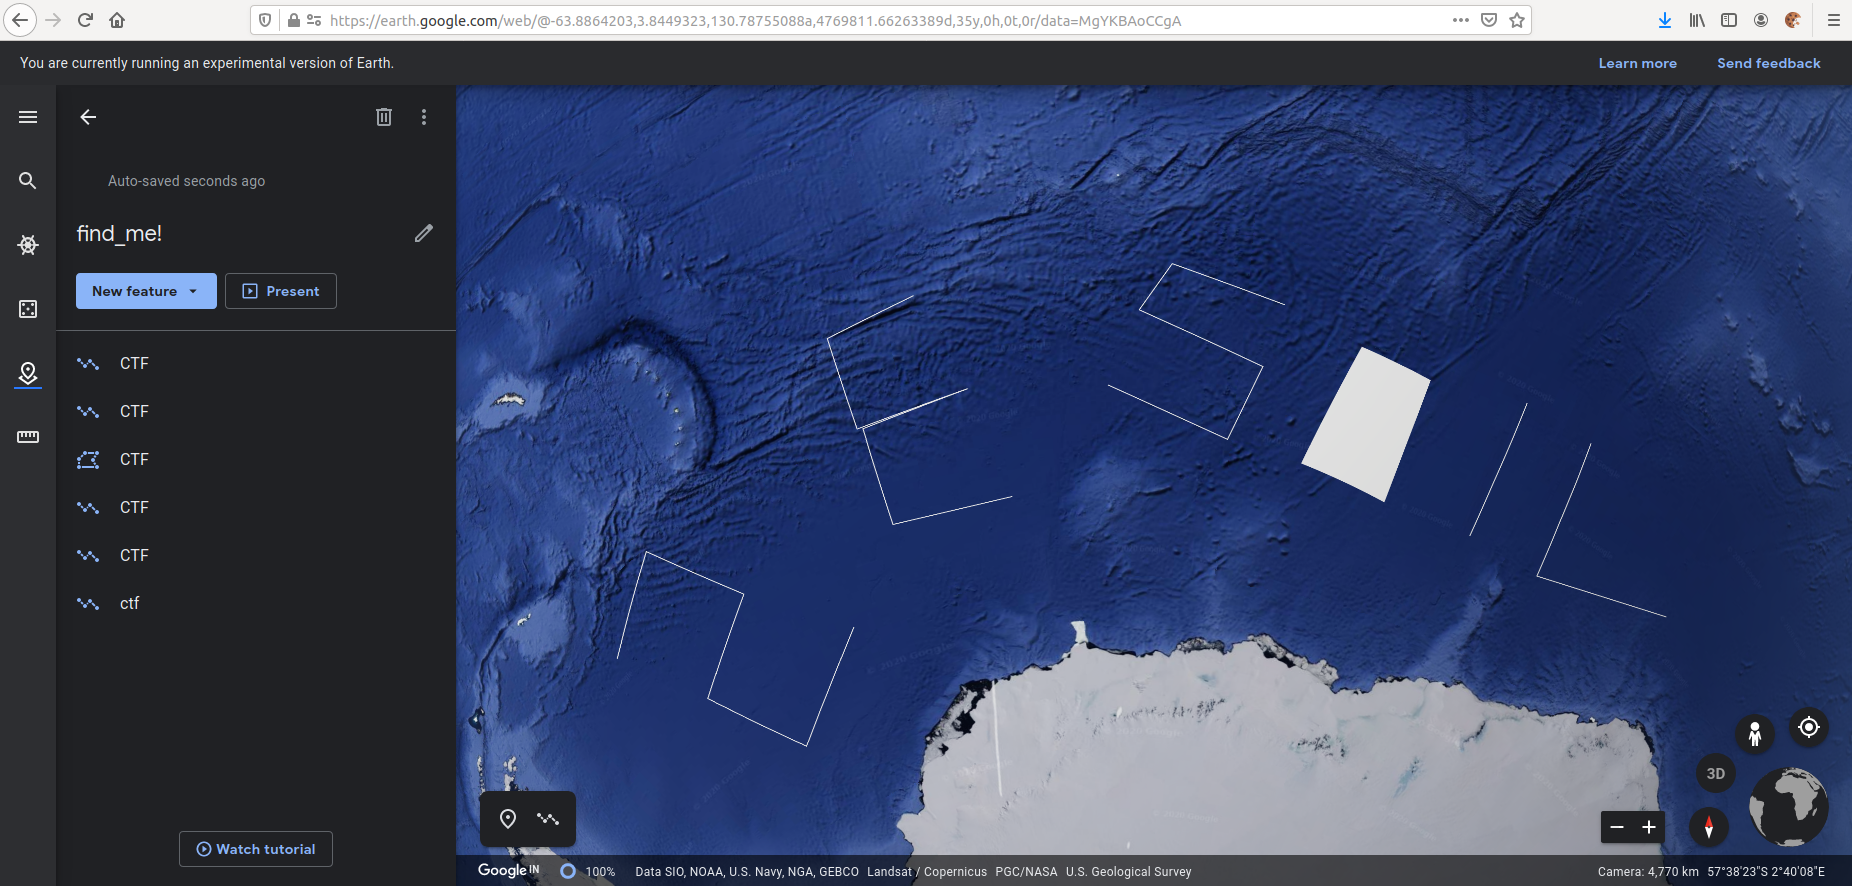 https://earth.google.com/web/@-63.8864203,3.8449323,130.78755088a,4769811.66263389d,35y,0h,0t,0r/data=MgYKBAoCCgA
You are currently running an experimental version of Earth.
Learn more
Send feedback
Auto-saved seconds ago
find_me!
New feature
Present
CTF
CTF
CTF
CTF
CTF
ctf
Watch tutorial
3D
Google IN
100%
Data SIO, NOAA, U.S. Navy, NGA, GEBCO Landsat / Copernicus PGC/NASA U.S. Geological Survey
Camera: 4,770 km 57°38'23"S 2°40'08"E